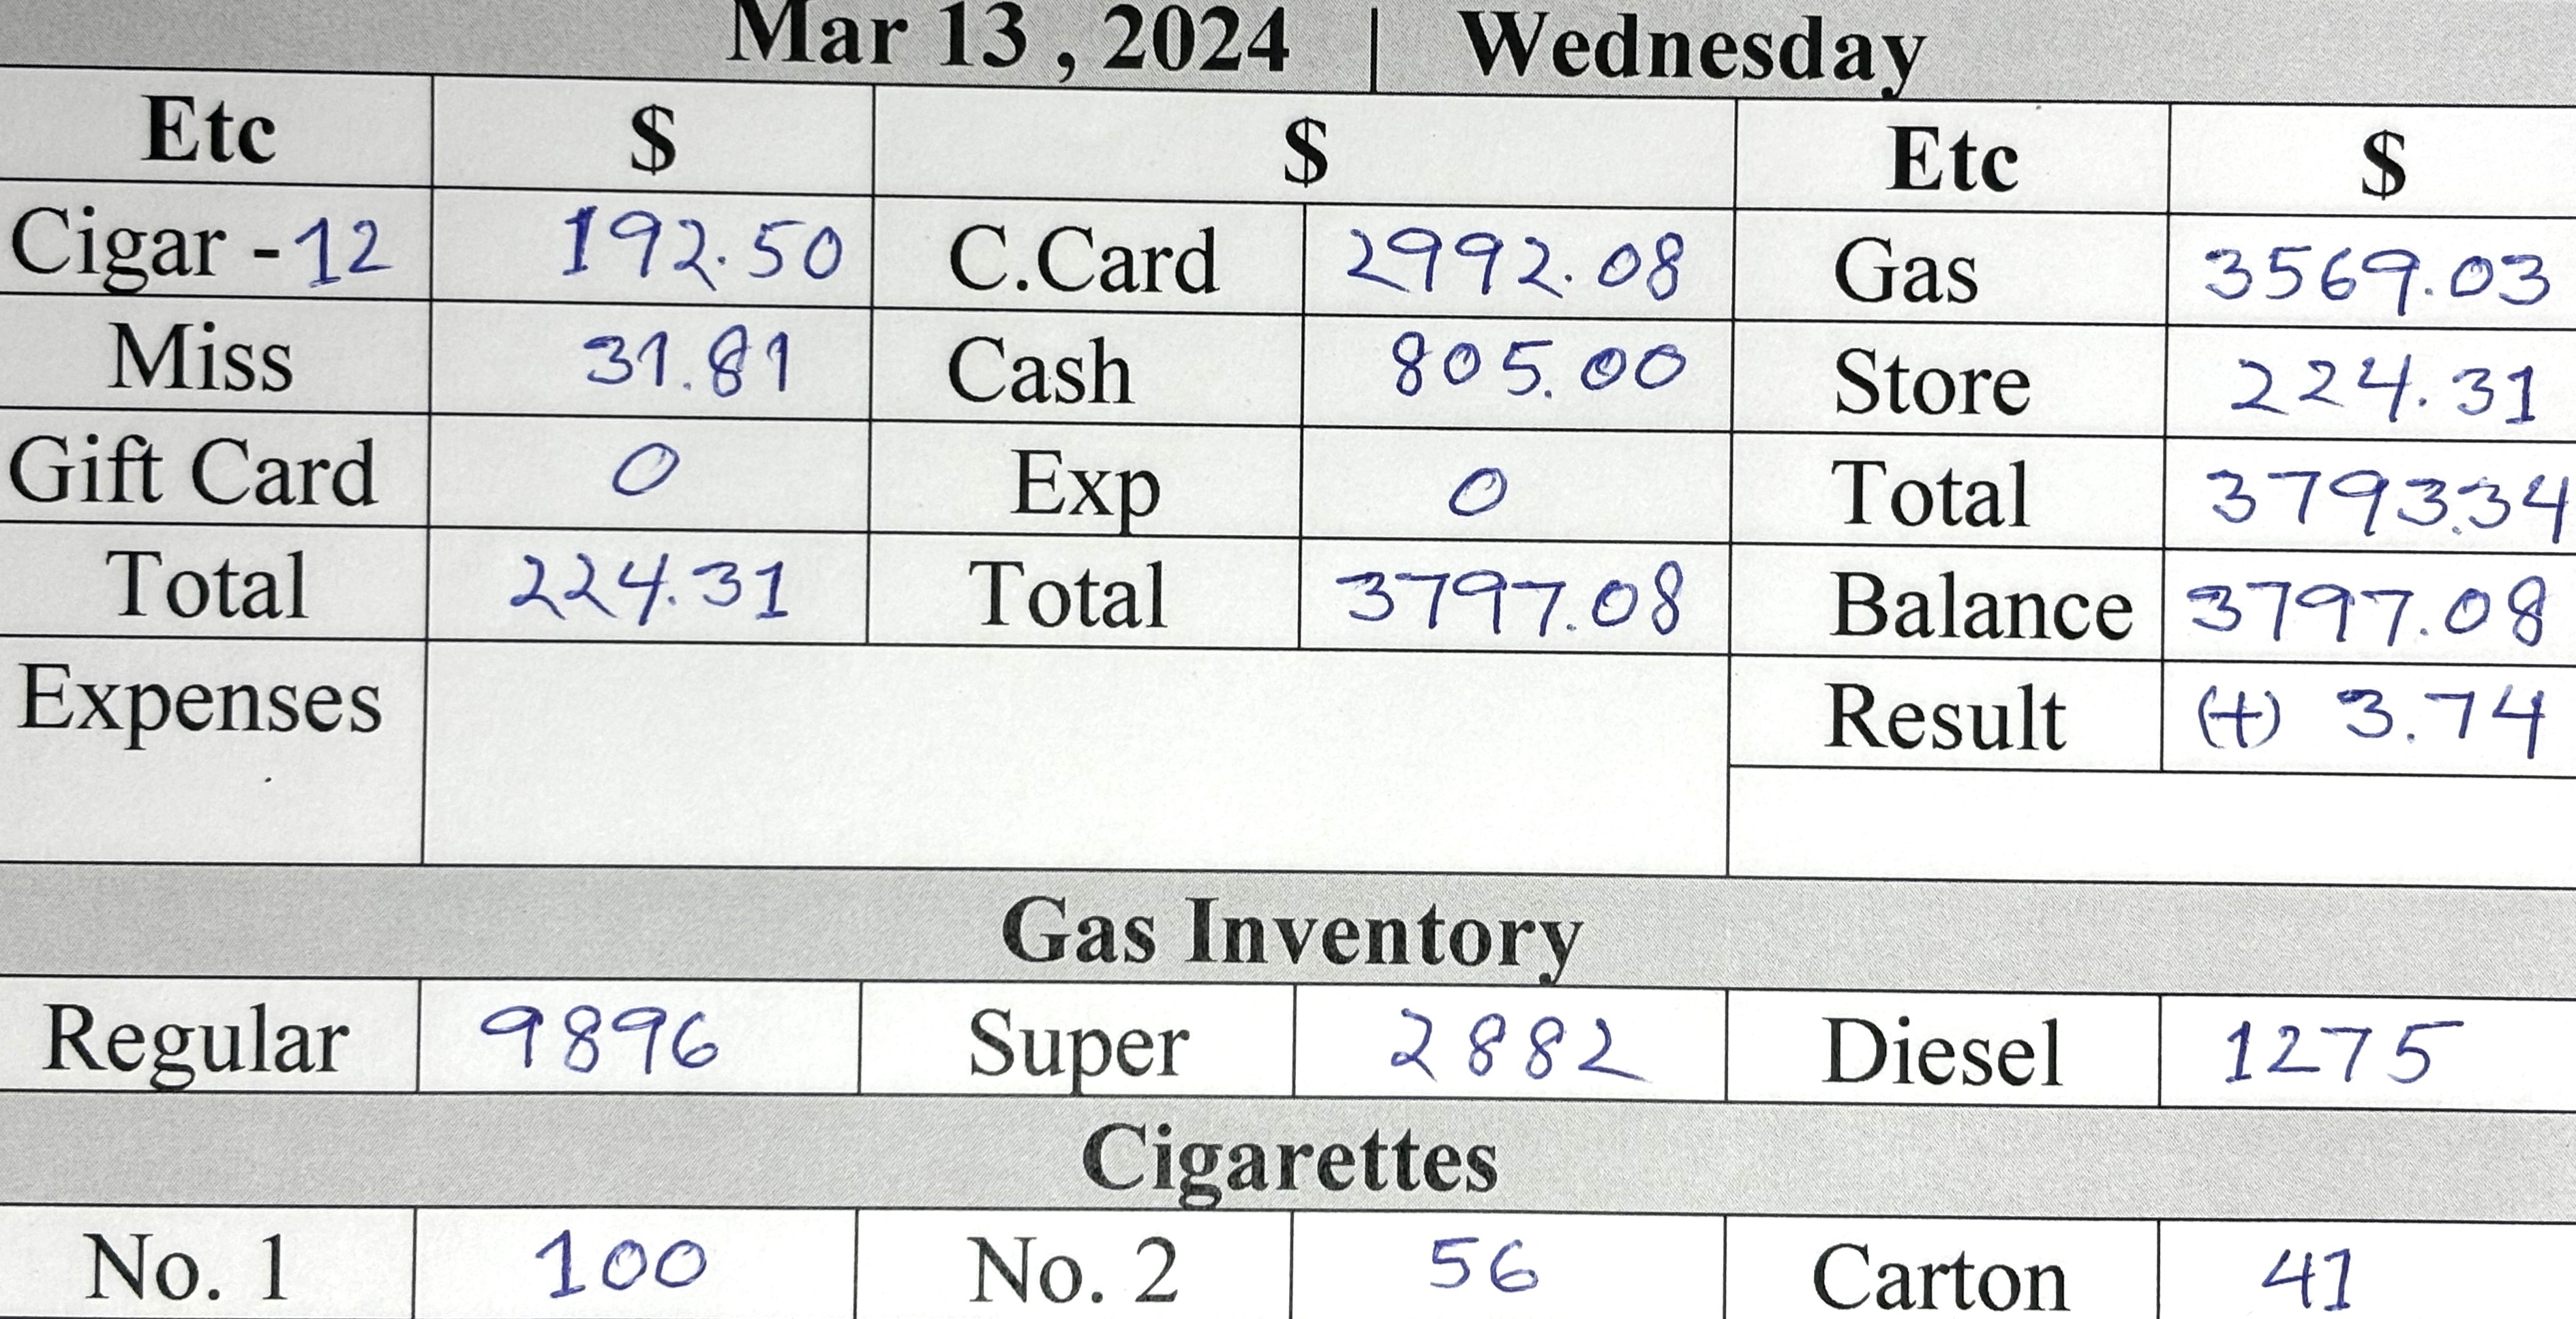 Mar 13 , 2024 | Wednesday
Etc $ $ Etc $
Cigar - 12 192.50 C.Card 2992.08 Gas 3569.03
Miss 31.81 Cash 805.00 Store 224.31
Gift Card 0 Exp 0 Total 3793.34
Total 224.31 Total 3797.08 Balance 3797.08
Expenses Result (+) 3.74
Gas Inventory
Regular 9896 Super 2882 Diesel 1275
Cigarettes
No. 1 100 No. 2 56 Carton 41